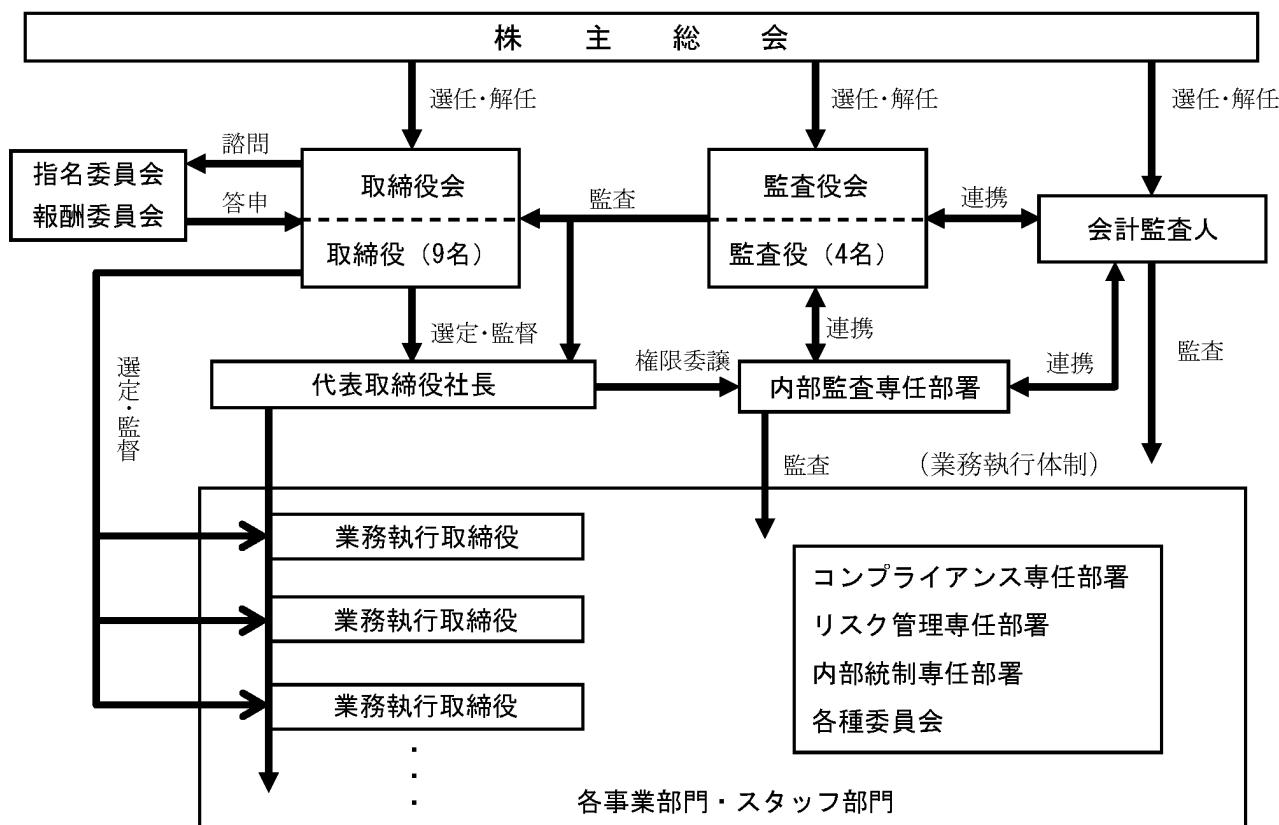 株主総会
選任・解任
選任・解任
選任・解任
諮問
指名委員会
報酬委員会
答申
取締役会
取締役（9名）
監査
監査役会
監査役（4名）
連携
会計監査人
選定・監督
連携
選定・監督
代表取締役社長
権限委譲
内部監査専任部署
連携
監査
監査
（業務執行体制）
業務執行取締役
業務執行取締役
業務執行取締役
・
・
・
コンプライアンス専任部署
リスク管理専任部署
内部統制専任部署
各種委員会
各事業部門・スタッフ部門